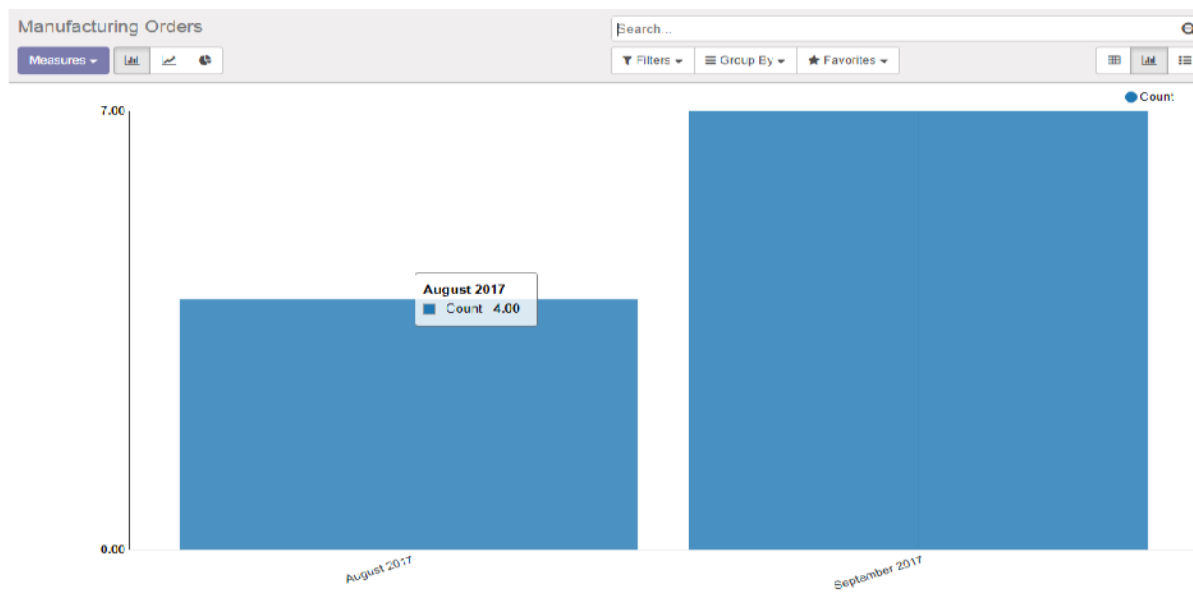 Manufacturing Orders
Search...
Measures
Filters
Group By
Favorites
Count
7.00
August 2017
Count 4.00
0.00
August 2017
September 2017